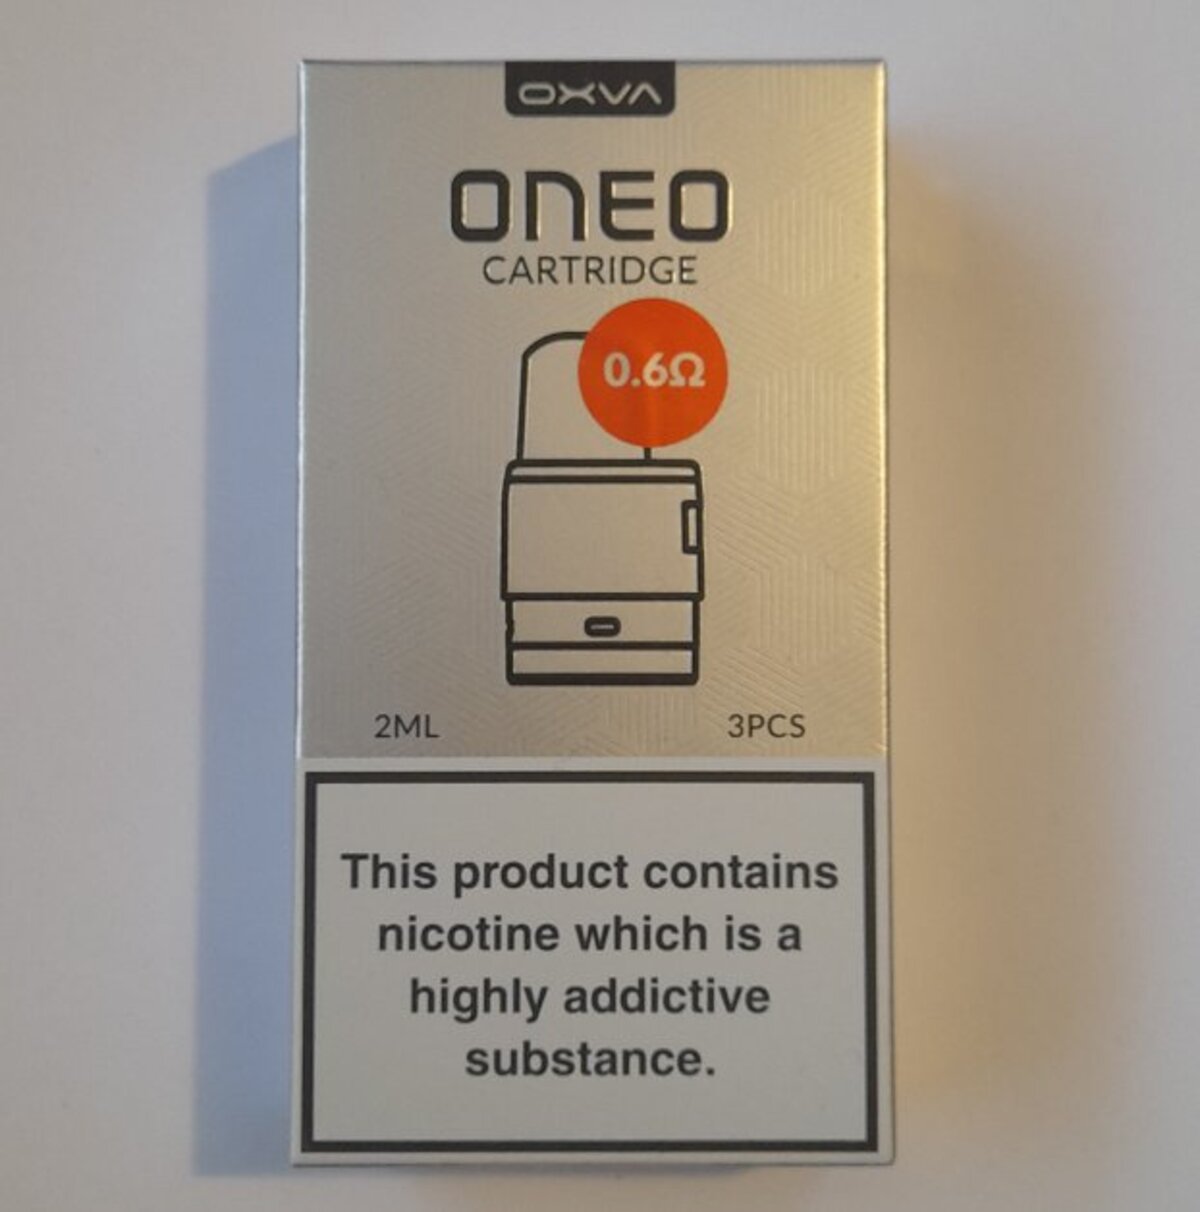 OXVA
ONEO
CARTRIDGE
0.6Ω
2ML 3PCS
This product contains
nicotine which is a
highly addictive
substance.